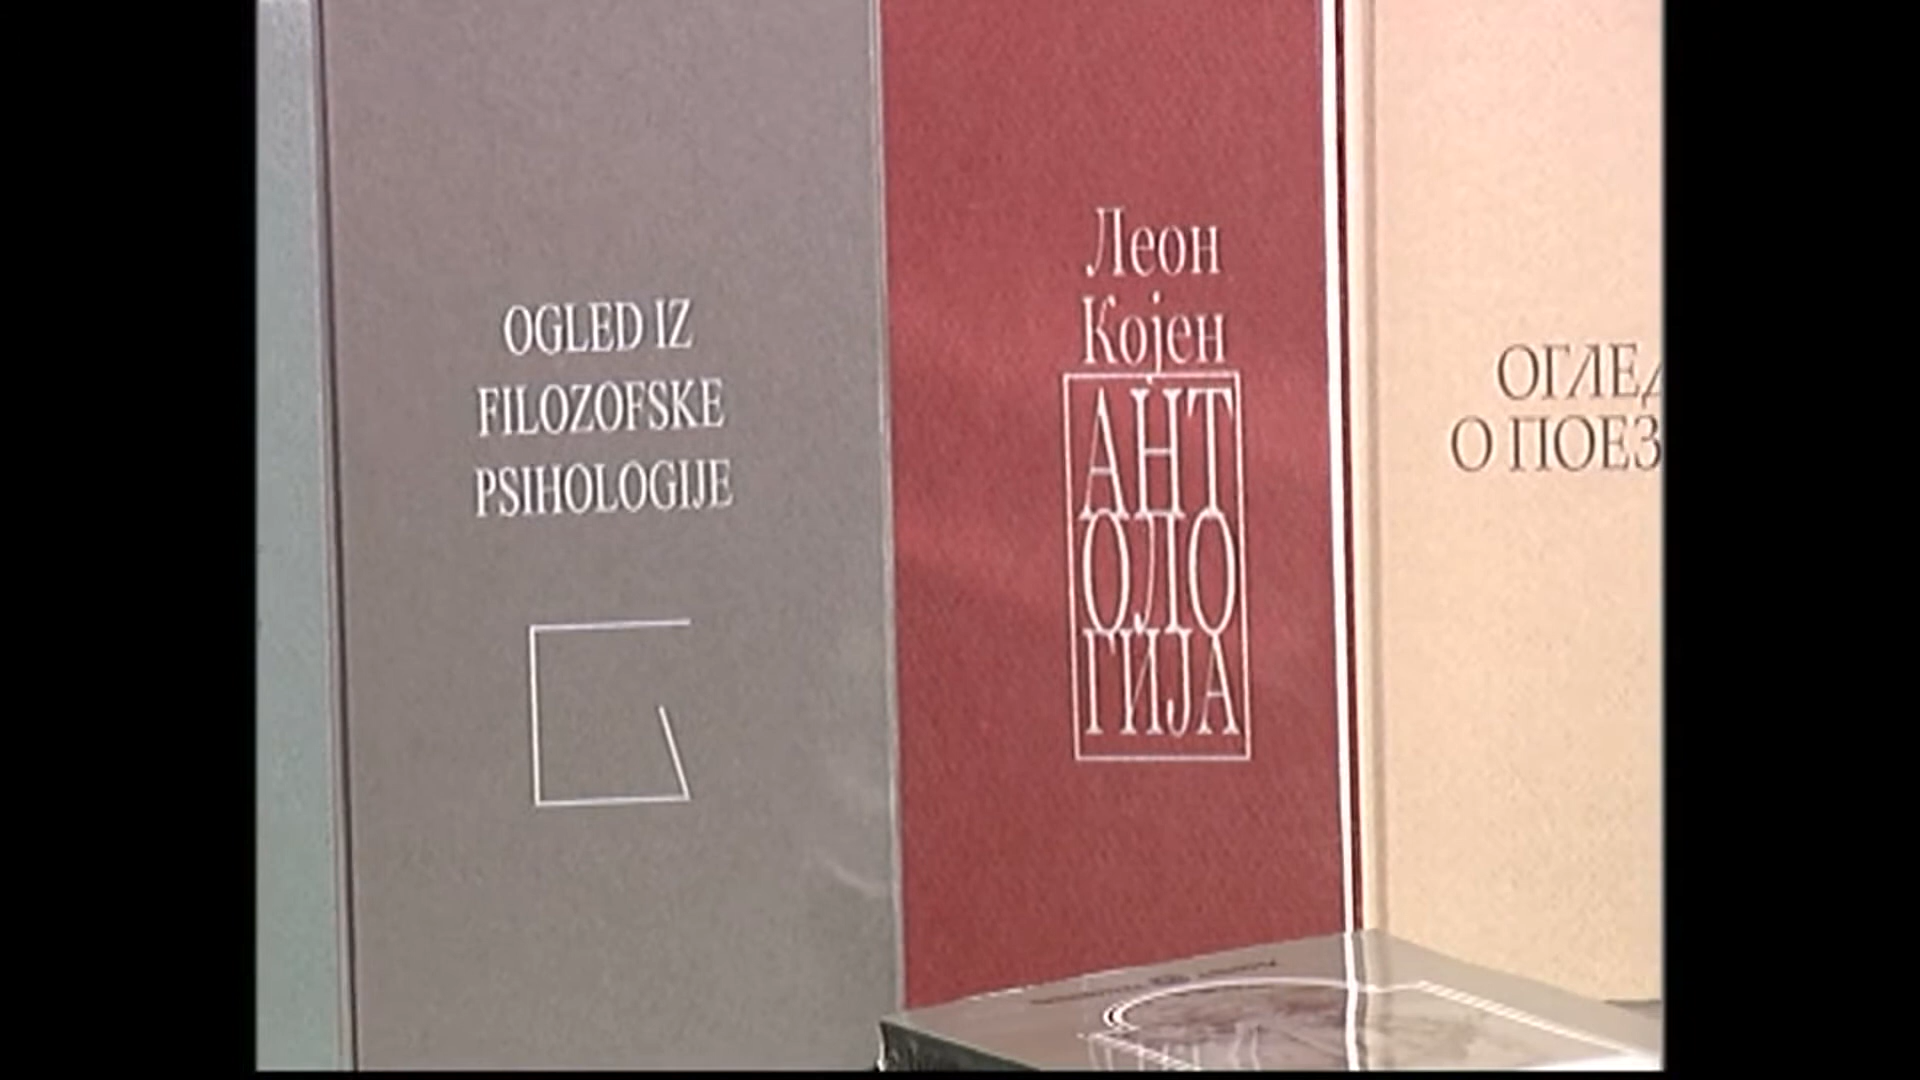 OGLED IZ
FILOZOFSKE
PSIHOLOGIJE
Леон
Којен
АНТ
ОЛО
ГИЈА
ОГЛЕД
О ПОЕЗ